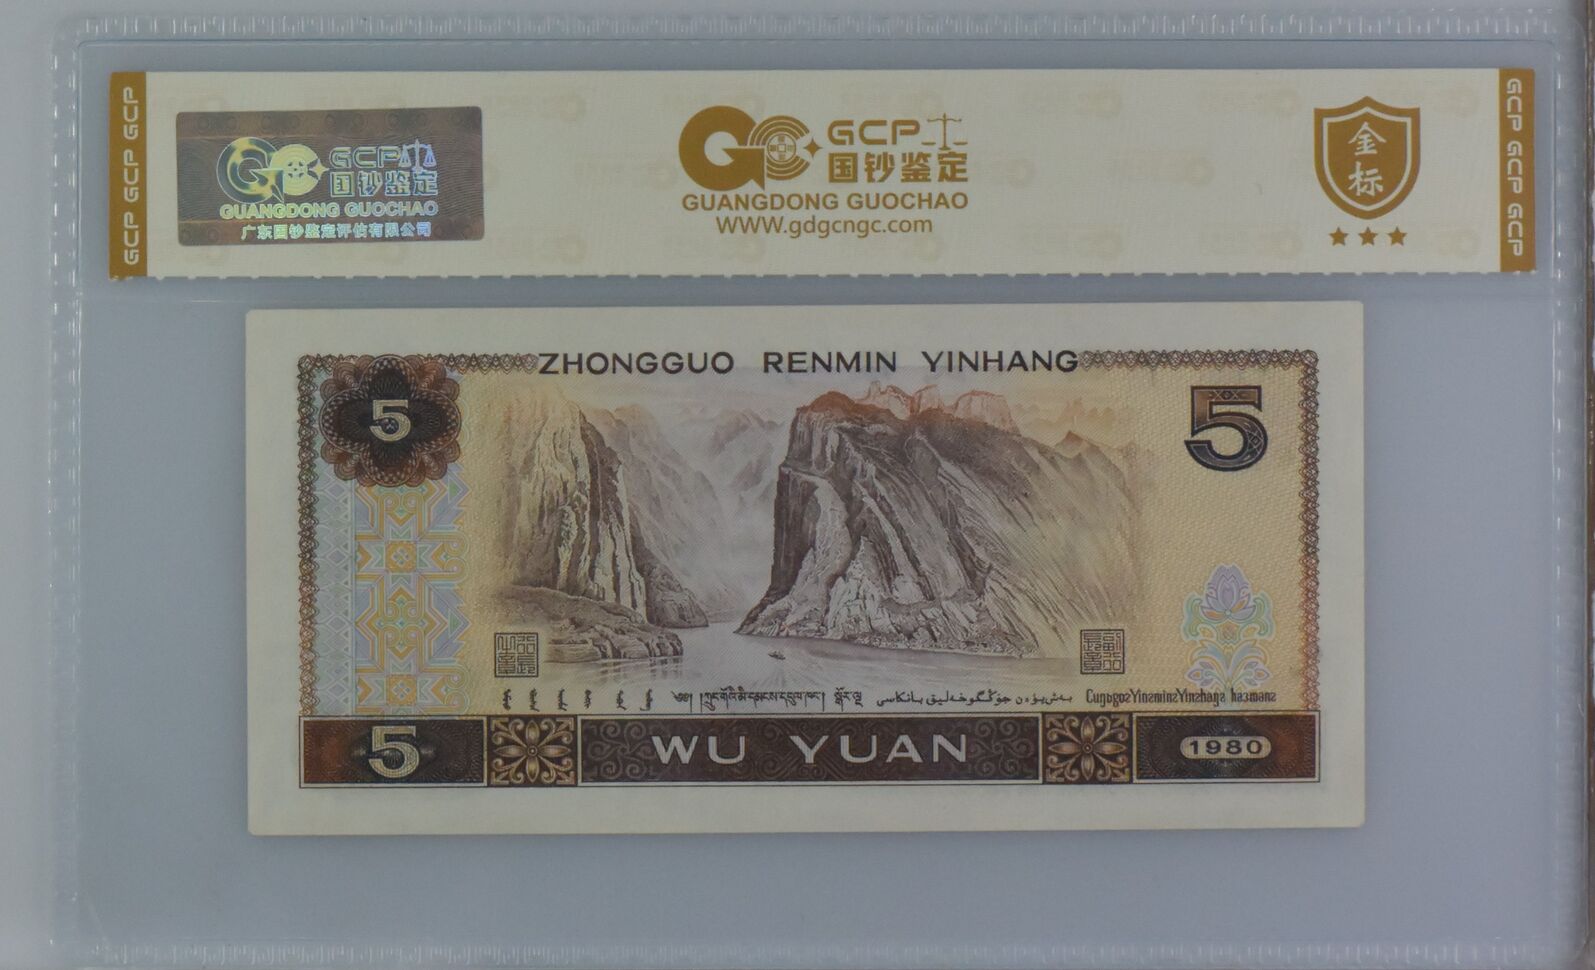 GCP GCP GCP
GCP
国钞鉴定
GUANGDONG GUOCHAO
广东国钞鉴定评估有限公司
GCP
国钞鉴定
GUANGDONG GUOCHAO
WWW.gdgcngc.com
金标
GCP GCP GCP
ZHONGGUO RENMIN YINHANG
5
5
5
WU YUAN
1980